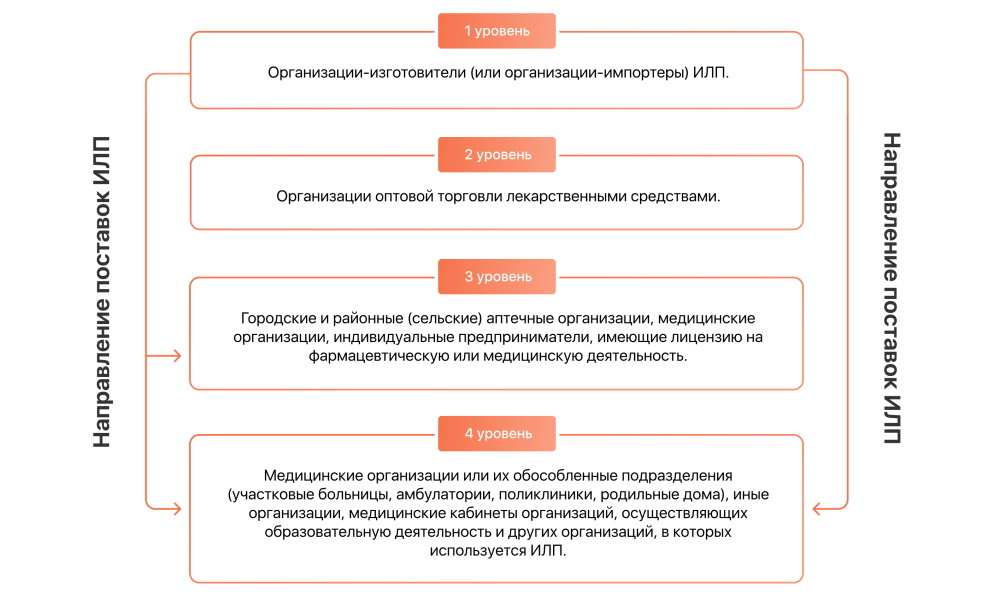 1 уровень
Организации-изготовители (или организации-импортеры) ИЛП.
2 уровень
Организации оптовой торговли лекарственными средствами.
3 уровень
Городские и районные (сельские) аптечные организации, медицинские
организации, индивидуальные предприниматели, имеющие лицензию на
фармацевтическую или медицинскую деятельность.
4 уровень
Медицинские организации или их обособленные подразделения
(участковые больницы, амбулатории, поликлиники, родильные дома), иные
организации, медицинские кабинеты организаций, осуществляющих
образовательную деятельность и других организаций, в которых
используется ИЛП.
Направление поставок ИЛП
Направление поставок ИЛП